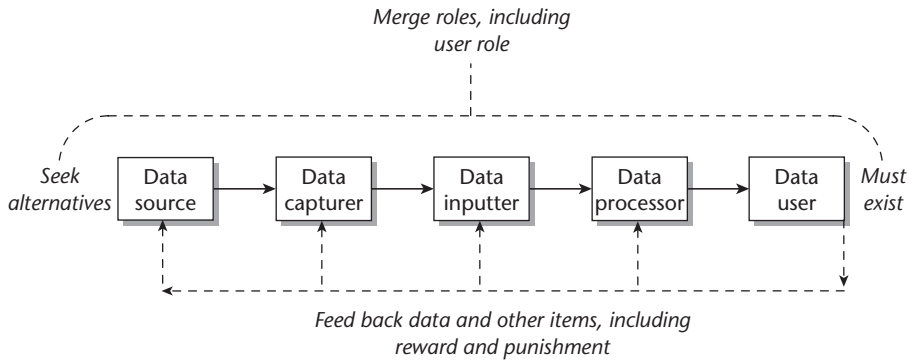 Merge roles, including
user role
Seek
alternatives
Data
source
Data
capturer
Data
inputter
Data
processor
Data
user
Must
exist
Feed back data and other items, including
reward and punishment